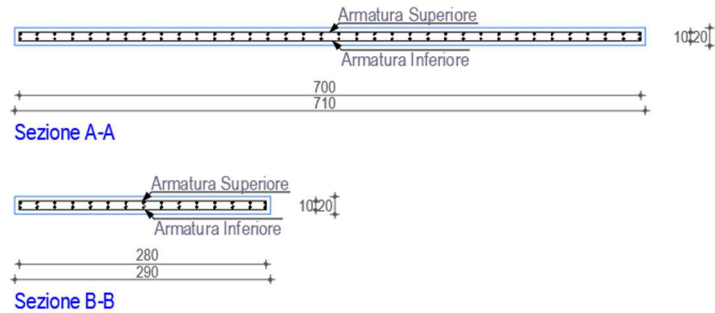 Armatura Superiore
Armatura Inferiore
10 20
700
710
Sezione A-A
Armatura Superiore
Armatura Inferiore
10 20
280
290
Sezione B-B